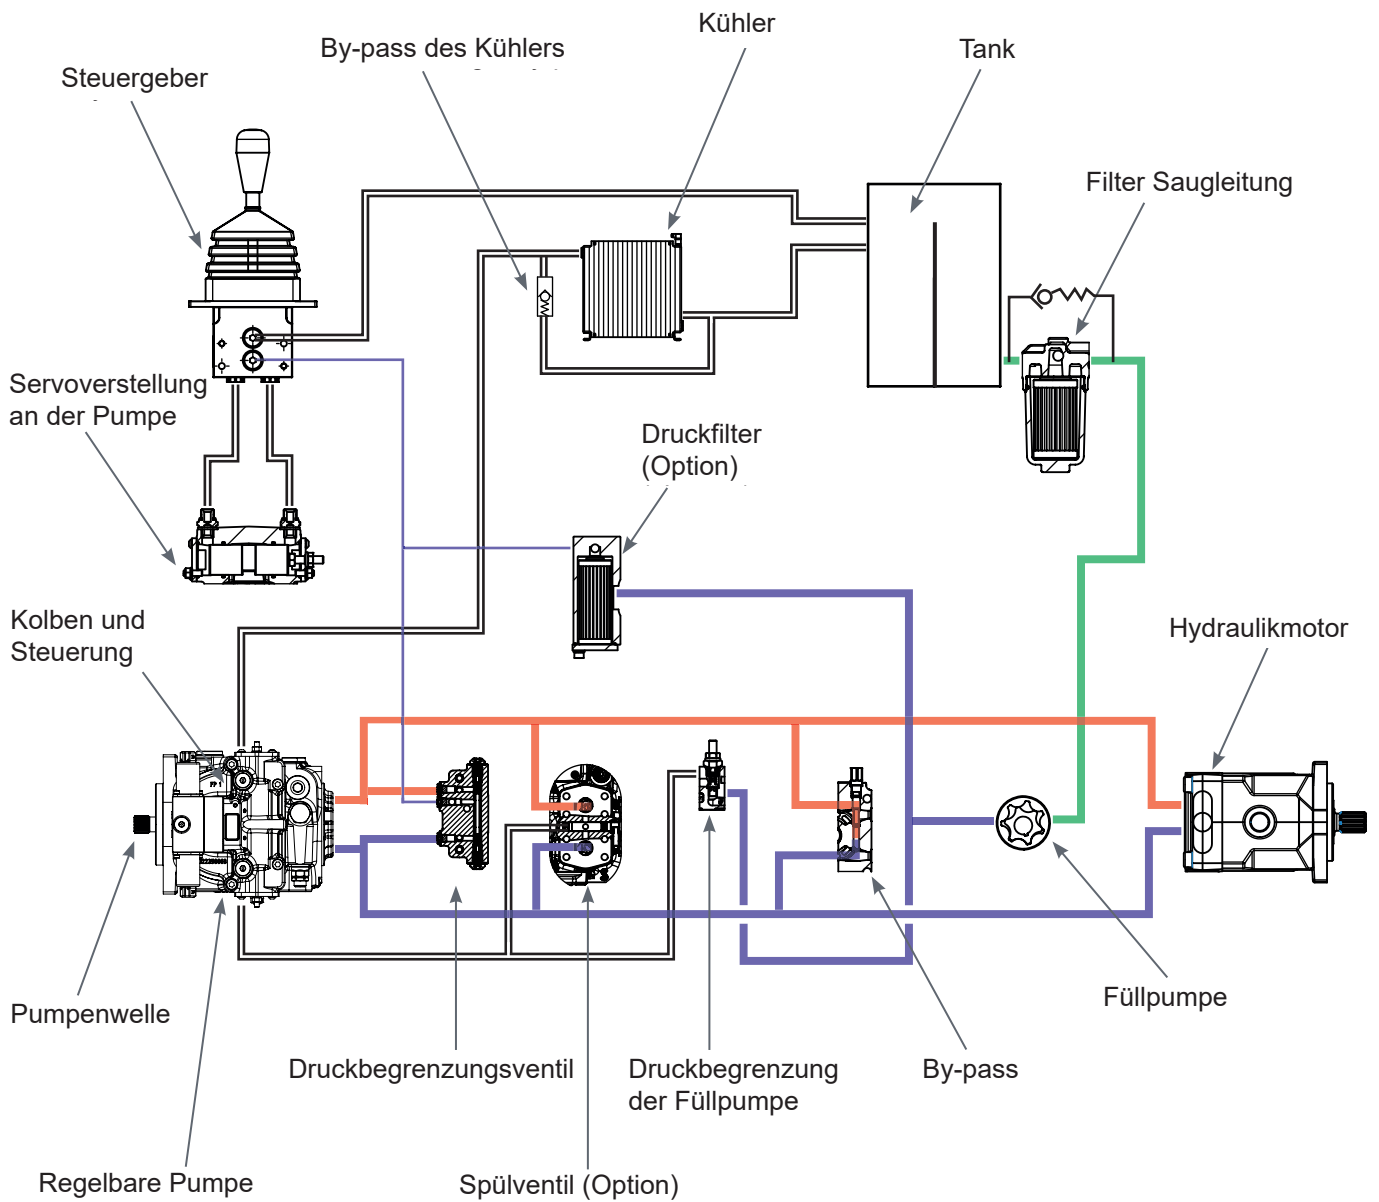 Kühler
By-pass des Kühlers
Tank
Steuergeber
Filter Saugleitung
Servoverstellung
an der Pumpe
Druckfilter
(Option)
Kolben und
Steuerung
Hydraulikmotor
Pumpenwelle
Füllpumpe
Druckbegrenzungsventil
Druckbegrenzung
der Füllpumpe
By-pass
Regelbare Pumpe
Spülventil (Option)